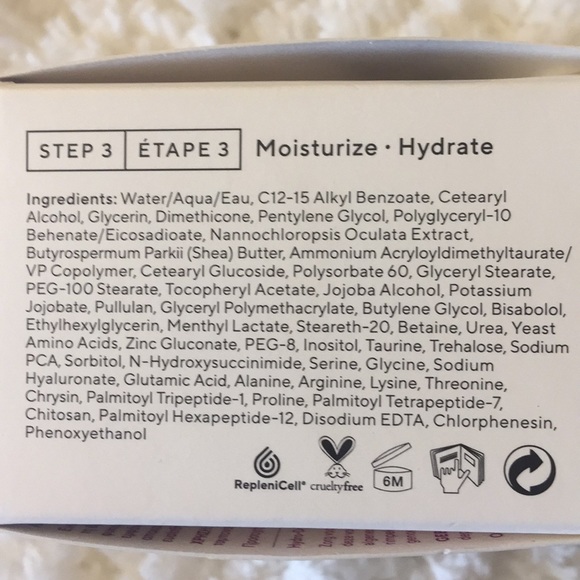 STEP 3 ÉTAPE 3 Moisturize · Hydrate
Ingredients: Water/Aqua/Eau, C12-15 Alkyl Benzoate, Cetearyl
Alcohol, Glycerin, Dimethicone, Pentylene Glycol, Polyglyceryl-10
Behenate/Eicosadioate, Nannochloropsis Oculata Extract,
Butyrospermum Parkii (Shea) Butter, Ammonium Acryloyldimethyltaurate/
VP Copolymer, Cetearyl Glucoside, Polysorbate 60, Glyceryl Stearate,
PEG-100 Stearate, Tocopheryl Acetate, Jojoba Alcohol, Potassium
Jojobate, Pullulan, Glyceryl Polymethacrylate, Butylene Glycol, Bisabolol,
Ethylhexylglycerin, Menthyl Lactate, Steareth-20, Betaine, Urea, Yeast
Amino Acids, Zinc Gluconate, PEG-8, Inositol, Taurine, Trehalose, Sodium
PCA, Sorbitol, N-Hydroxysuccinimide, Serine, Glycine, Sodium
Hyaluronate, Glutamic Acid, Alanine, Arginine, Lysine, Threonine,
Chrysin, Palmitoyl Tripeptide-1, Proline, Palmitoyl Tetrapeptide-7,
Chitosan, Palmitoyl Hexapeptide-12, Disodium EDTA, Chlorphenesin,
Phenoxyethanol
RepleniCell® crueltyfree 6M